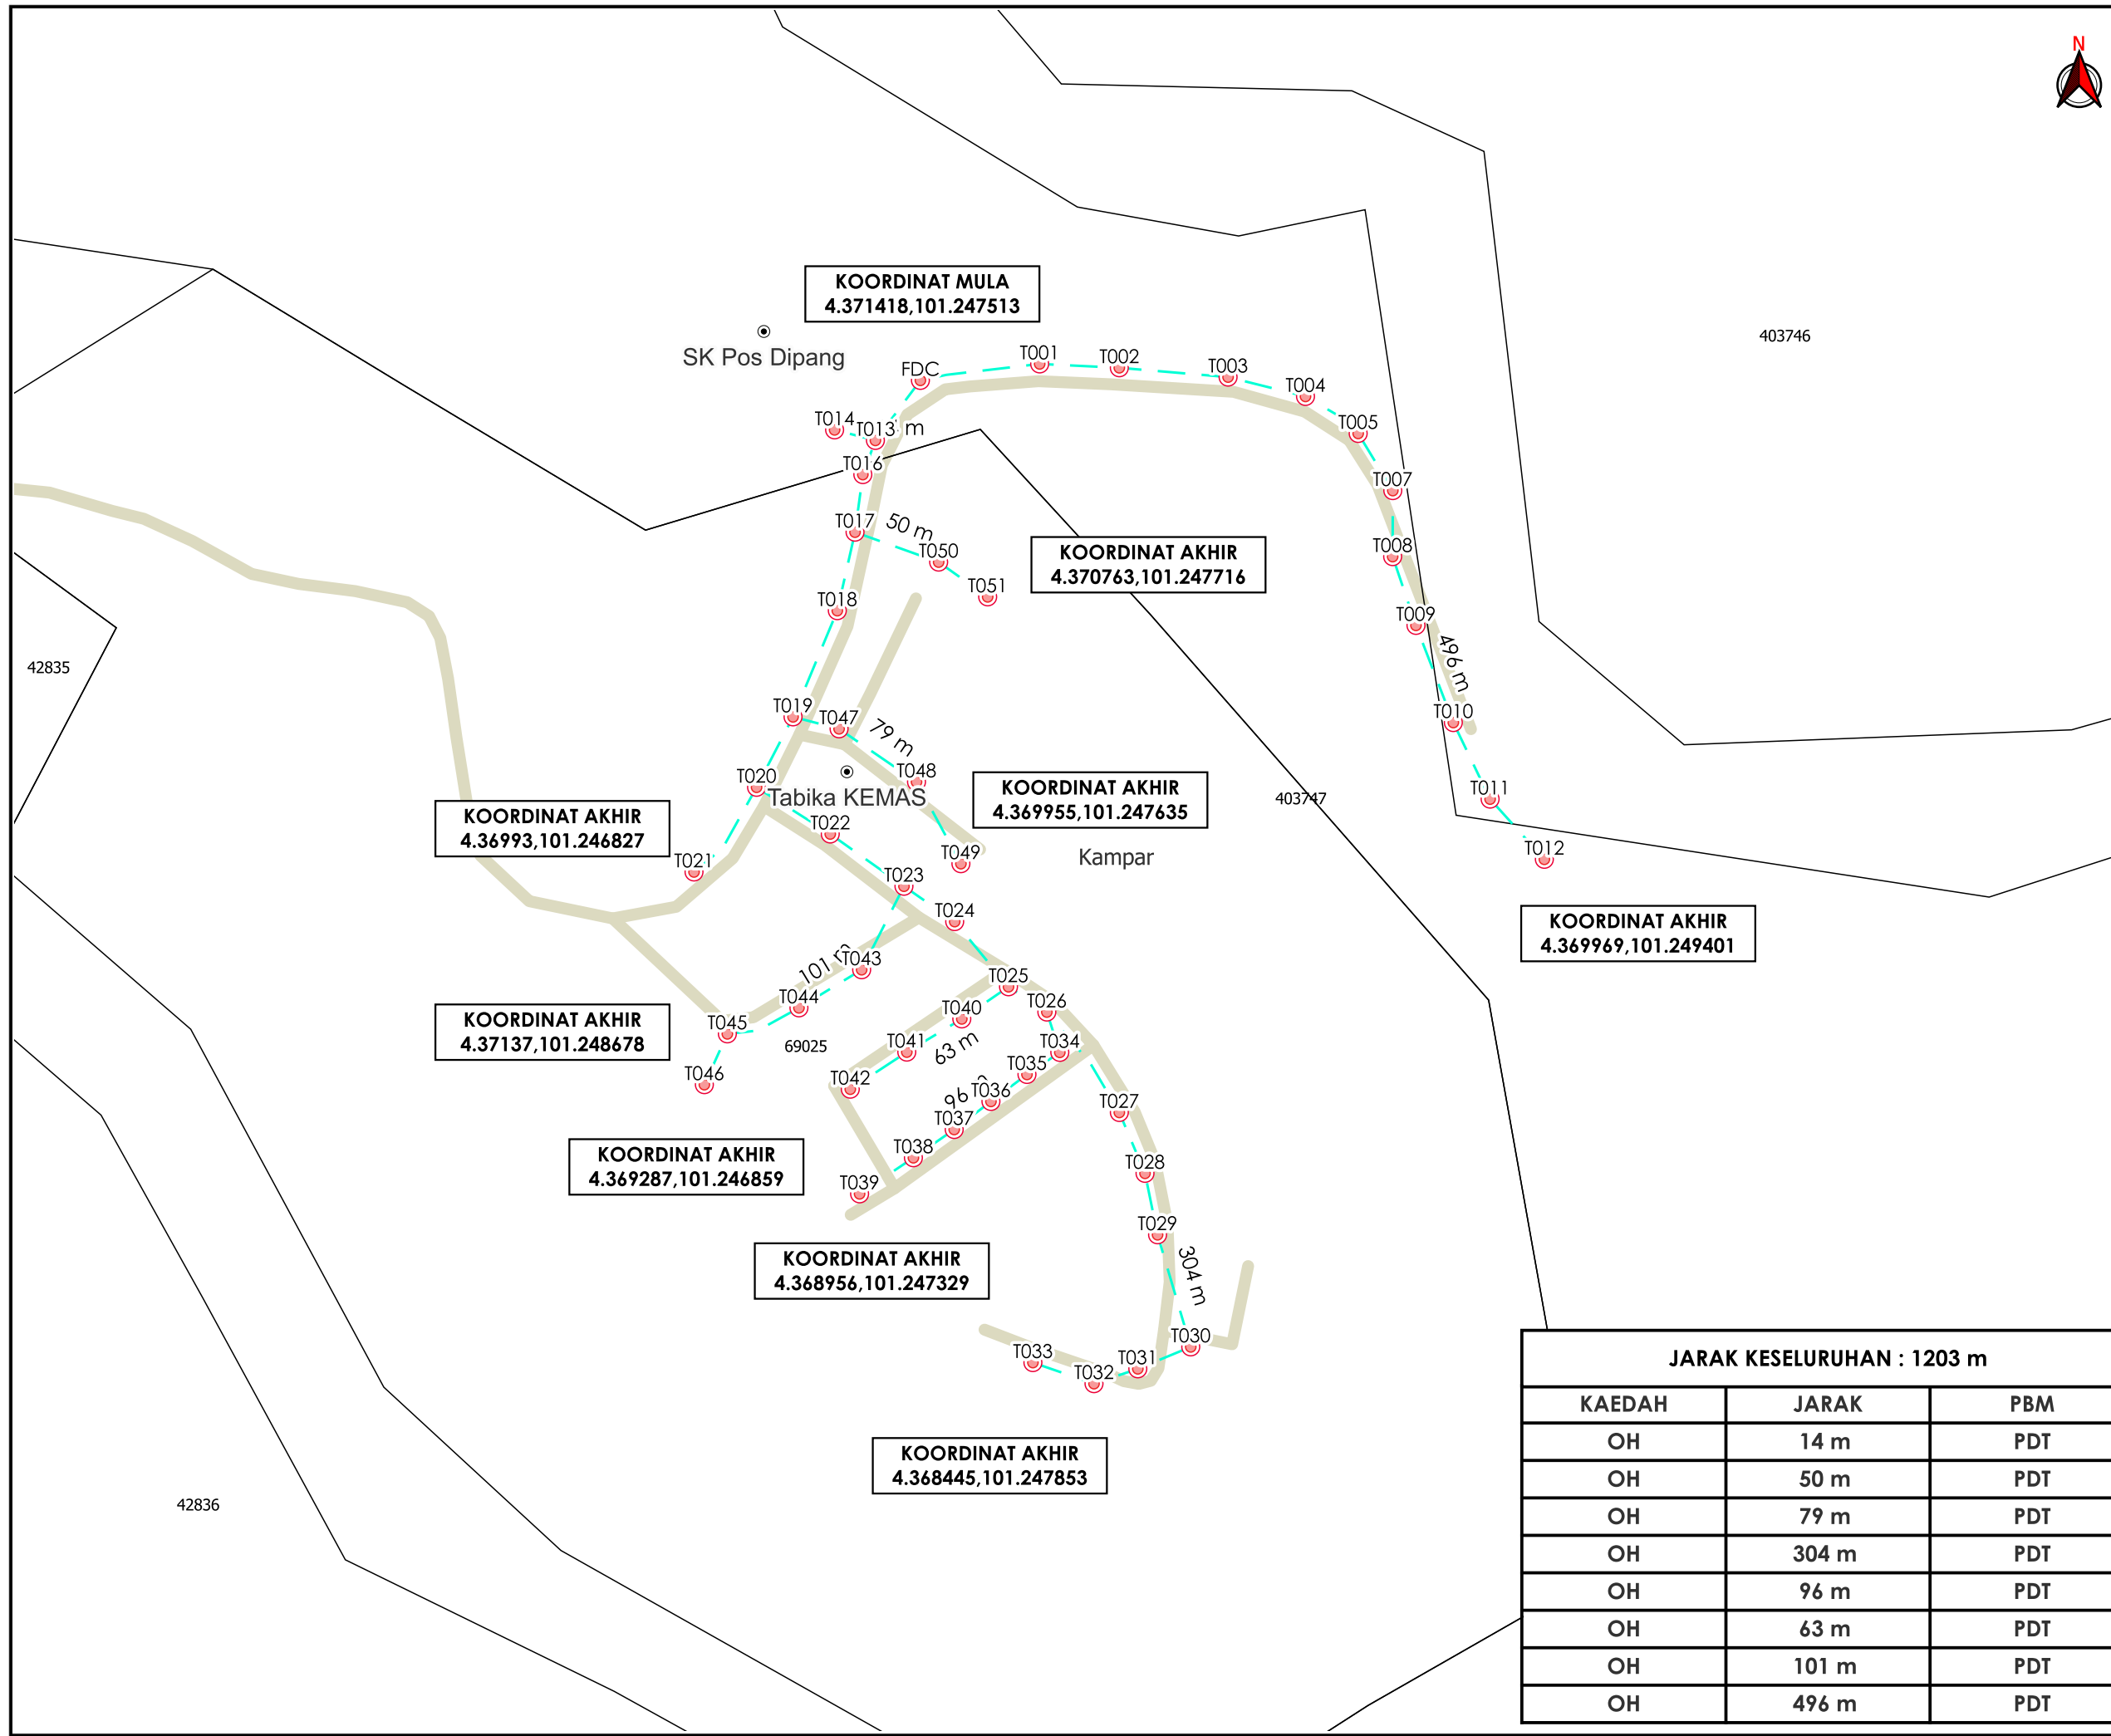 N
KOORDINAT MULA
4.371418,101.247513
SK Pos Dipang
403746
FDC
T001
T002
T003
T004
T005
T007
T008
T009
496 m
T010
T011
T012
T014
T013
m
T016
T017
50 m
T050
T051
KOORDINAT AKHIR
4.370763,101.247716
T018
42835
T019
T047
79 m
T048
T020
Tabika KEMAS
T022
KOORDINAT AKHIR
4.369955,101.247635
403747
KOORDINAT AKHIR
4.36993,101.246827
T049
Kampar
T021
T023
T024
KOORDINAT AKHIR
4.369969,101.249401
101
T043
T044
T045
T046
T025
T026
T040
T041
63 m
T042
T034
T035
T036
96
T037
T038
T039
KOORDINAT AKHIR
4.37137,101.248678
69025
T027
T028
T029
304 m
T030
T031
T032
T033
KOORDINAT AKHIR
4.369287,101.246859
KOORDINAT AKHIR
4.368956,101.247329
KOORDINAT AKHIR
4.368445,101.247853
42836
JARAK KESELURUHAN : 1203 m
KAEDAH JARAK PBM
OH 14 m PDT
OH 50 m PDT
OH 79 m PDT
OH 304 m PDT
OH 96 m PDT
OH 63 m PDT
OH 101 m PDT
OH 496 m PDT